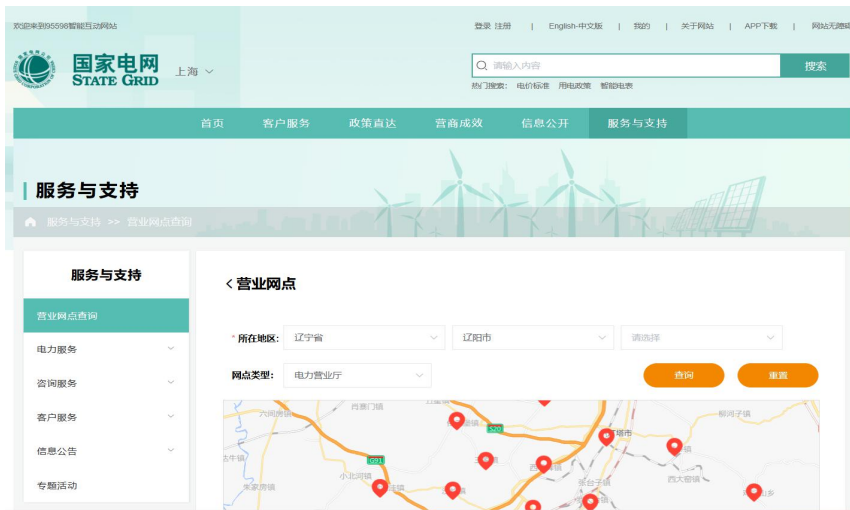 欢迎来到95598智能互动网站
登录 注册 | English-中文版 | 我的 | 关于网站 | APP下载 | 网站无障碍
国家电网
STATE GRID
上海
请输入内容
搜索
热门搜索: 电价标准 用电政策 智能电表
首页 客户服务 政策直达 营商成效 信息公开 服务与支持
服务与支持
服务与支持 >> 营业网点查询
服务与支持
营业网点查询
电力服务
咨询服务
客户服务
信息公告
专题活动
<营业网点
* 所在地区: 辽宁省 辽阳市 请选择
网点类型: 电力营业厅
查询 重置
六间房镇
肖寨门镇
柳河子镇
S20
塔市
G91
小北河镇
朱家房镇
张台子镇
西大窑镇